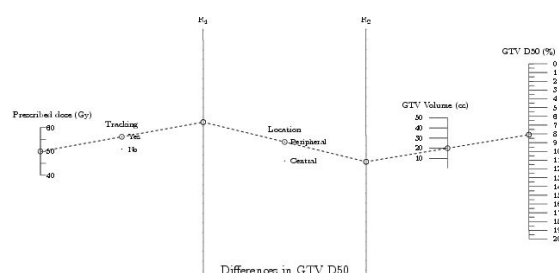 R₁
R₂
GTV D50 (%)
0
1
2
3
4
5
6
7
8
9
10
11
12
13
14
15
16
17
18
19
20
GTV Volume (cc)
50
40
30
20
10
Prescribed dose (Gy)
80
60
40
Tracking
Yes
No
Location
Peripheral
Central
Differences in GTV D50